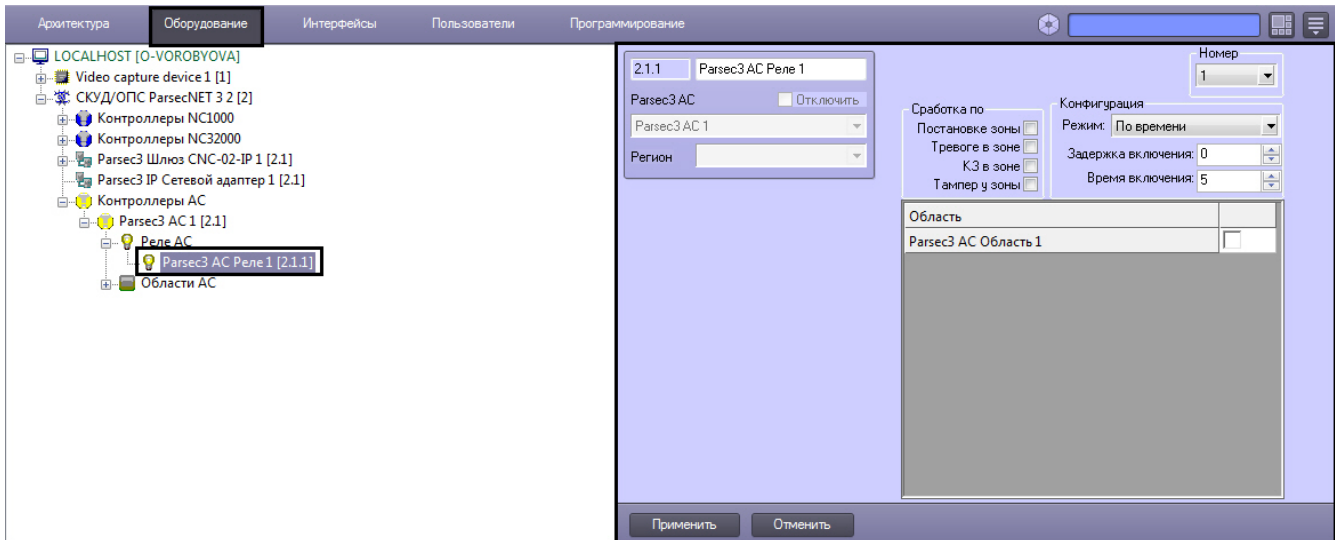 Архитектура Оборудование Интерфейсы Пользователи Программирование
LOCALHOST [O-VOROBYOVA]
Video capture device 1 [1]
СКУД/ОПС ParsecNET 3 2 [2]
Контроллеры NC1000
Контроллеры NC32000
Parsec3 Шлюз CNC-02-IP 1 [2.1]
Parsec3 IP Сетевой адаптер 1 [2.1]
Контроллеры AC
Parsec3 AC 1 [2.1]
Реле AC
Parsec3 AC Реле 1 [2.1.1]
Области AC
2.1.1 Parsec3 AC Реле 1
Parsec3 AC Отключить
Parsec3 AC 1
Регион
Номер
1
Сработка по
Постановке зоны
Тревоге в зоне
КЗ в зоне
Тампер у зоны
Конфигурация
Режим: По времени
Задержка включения: 0
Время включения: 5
Область
Parsec3 AC Область 1
Применить Отменить